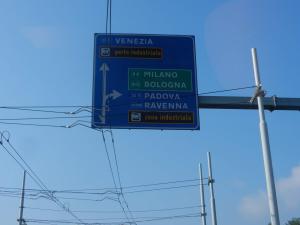 VENEZIA
porto industriale
MILANO
BOLOGNA
PADOVA
RAVENNA
zona industriale